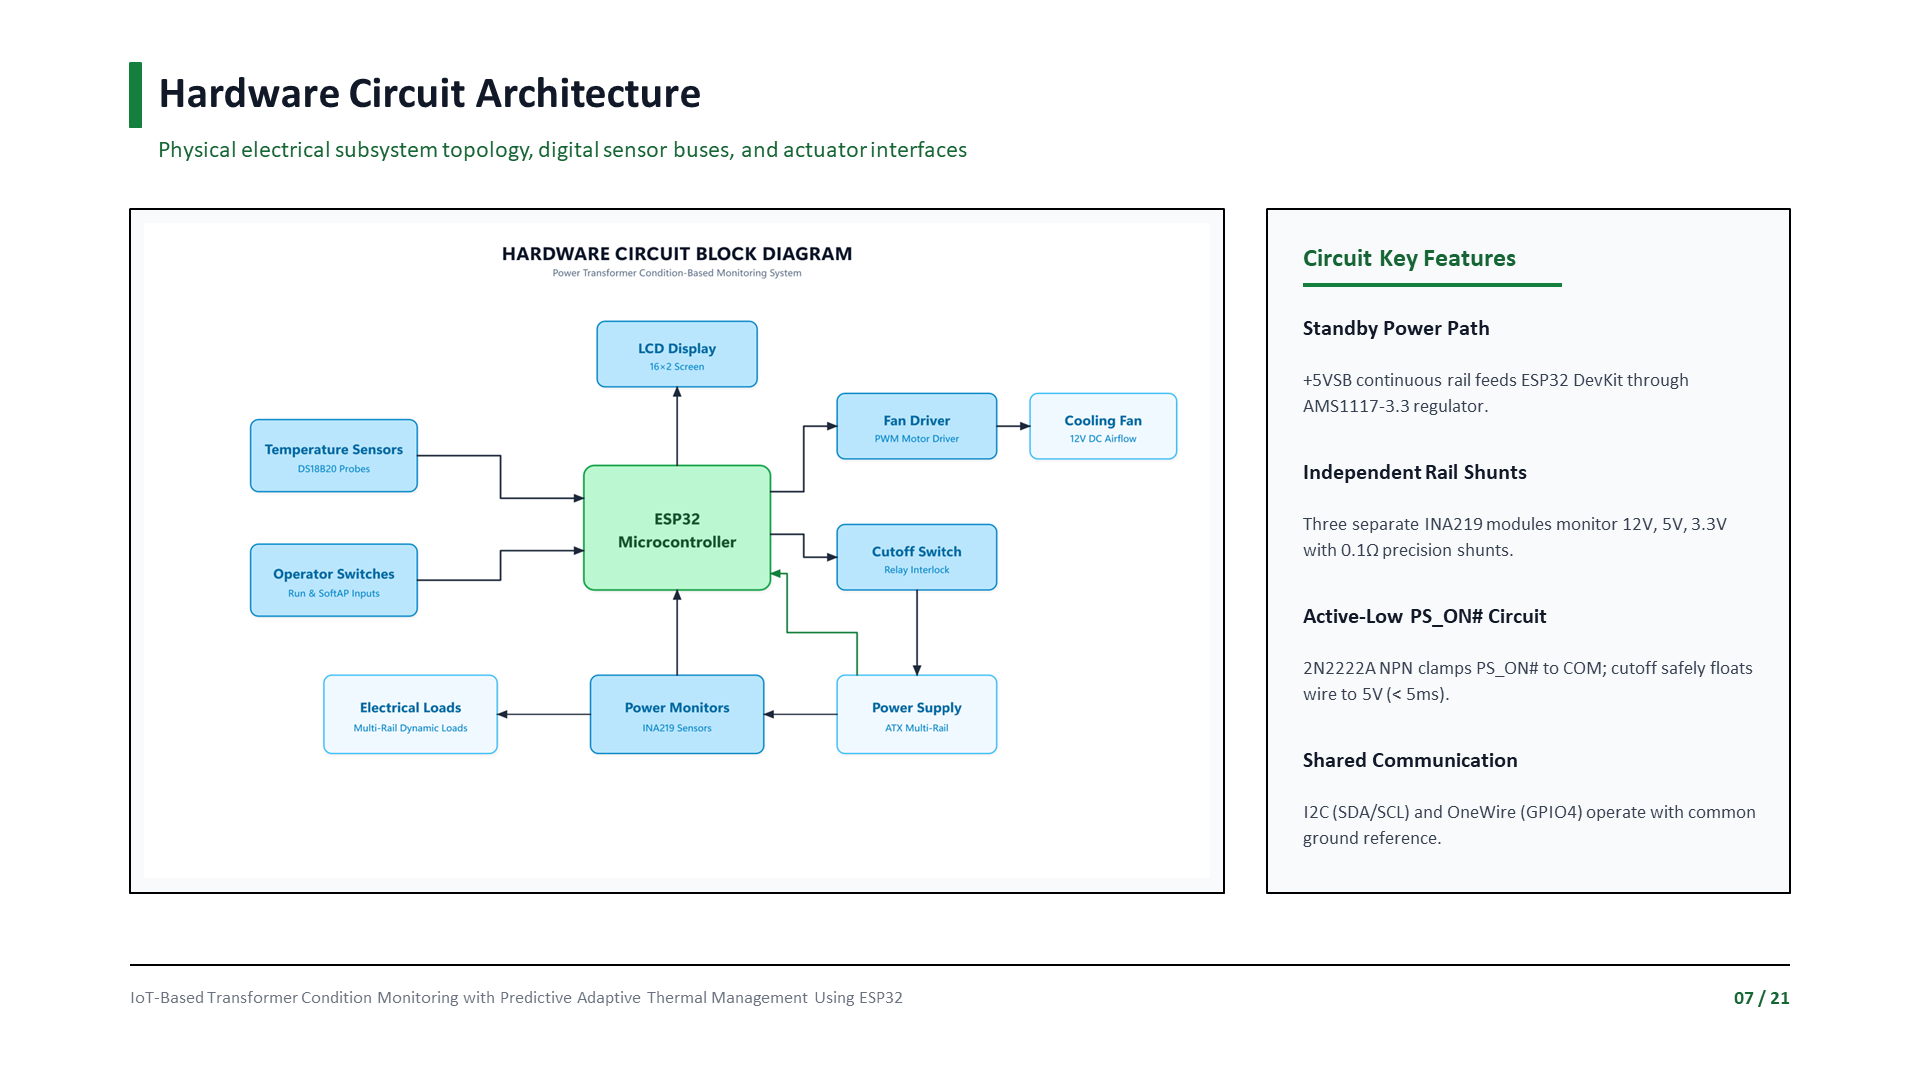 Hardware Circuit Architecture
Physical electrical subsystem topology, digital sensor buses, and actuator interfaces
HARDWARE CIRCUIT BLOCK DIAGRAM
Power Transformer Condition-Based Monitoring System
LCD Display
16×2 Screen
Fan Driver
PWM Motor Driver
Cooling Fan
12V DC Airflow
Temperature Sensors
DS18B20 Probes
ESP32
Microcontroller
Cutoff Switch
Relay Interlock
Operator Switches
Run & SoftAP Inputs
Electrical Loads
Multi-Rail Dynamic Loads
Power Monitors
INA219 Sensors
Power Supply
ATX Multi-Rail
Circuit Key Features
Standby Power Path
+5VSB continuous rail feeds ESP32 DevKit through
AMS1117-3.3 regulator.
Independent Rail Shunts
Three separate INA219 modules monitor 12V, 5V, 3.3V
with 0.1Ω precision shunts.
Active-Low PS_ON# Circuit
2N2222A NPN clamps PS_ON# to COM; cutoff safely floats
wire to 5V (< 5ms).
Shared Communication
I2C (SDA/SCL) and OneWire (GPIO4) operate with common
ground reference.
IoT-Based Transformer Condition Monitoring with Predictive Adaptive Thermal Management Using ESP32
07 / 21